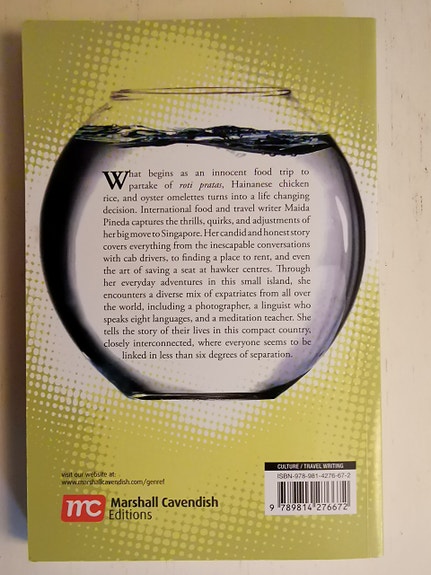 What begins as an innocent food trip to
partake of roti pratas, Hainanese chicken
rice, and oyster omelettes turns into a life changing
decision. International food and travel writer Maida
Pineda captures the thrills, quirks, and adjustments of
her big move to Singapore. Her candid and honest story
covers everything from the inescapable conversations
with cab drivers, to finding a place to rent, and even
the art of saving a seat at hawker centres. Through
her everyday adventures in this small island, she
encounters a diverse mix of expatriates from all over
the world, including a photographer, a linguist who
speaks eight languages, and a meditation teacher. She
tells the story of their lives in this compact country,
closely interconnected, where everyone seems to be
linked in less than six degrees of separation.
visit our website at:
www.marshallcavendish.com/genref
mc Marshall Cavendish
Editions
CULTURE / TRAVEL WRITING
ISBN-978-981-4276-67-2
9 789814 276672